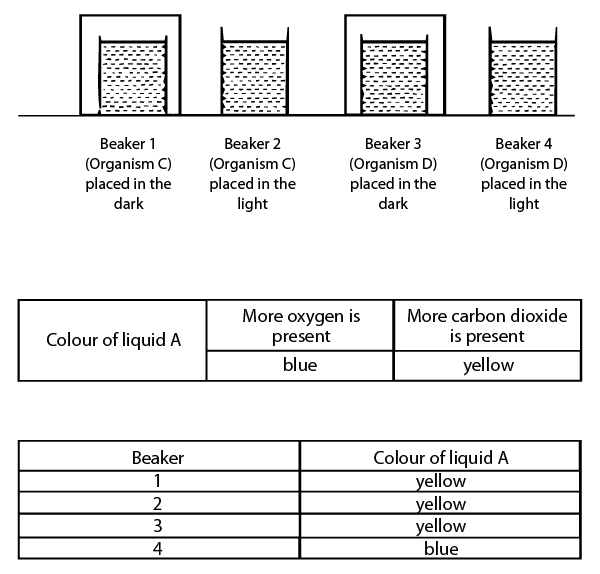 Beaker 1
(Organism C)
placed in the
dark
Beaker 2
(Organism C)
placed in the
light
Beaker 3
(Organism D)
placed in the
dark
Beaker 4
(Organism D)
placed in the
light
Colour of liquid A
More oxygen is
present
More carbon dioxide
is present
blue
yellow
Beaker
Colour of liquid A
1
yellow
2
yellow
3
yellow
4
blue